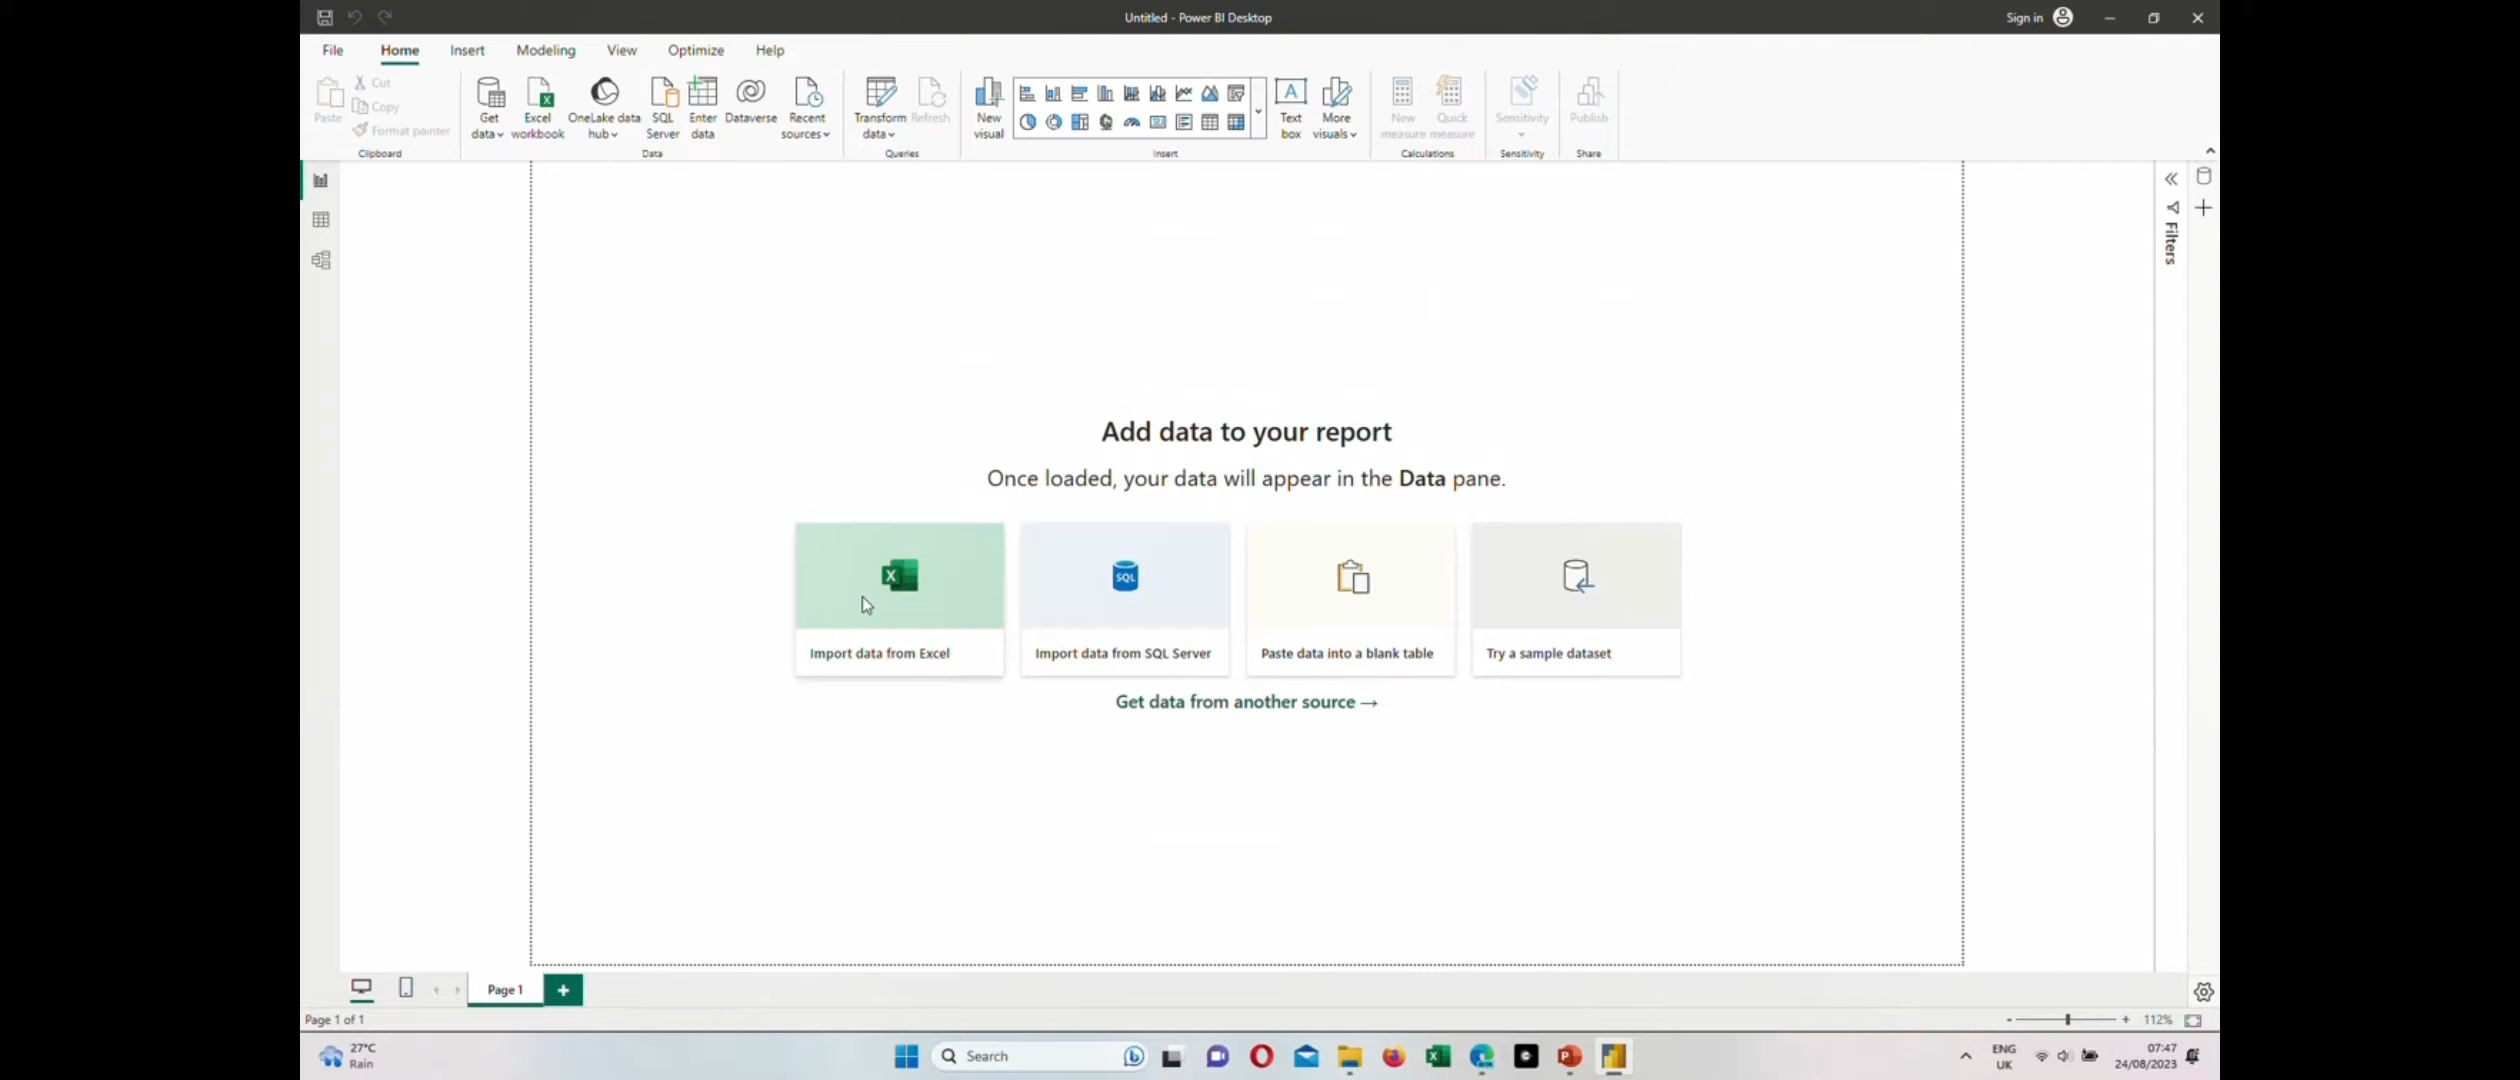 Untitled - Power BI Desktop
Sign in
File Home Insert Modeling View Optimize Help
Paste
Cut
Copy
Format painter
Clipboard
Get data
Excel workbook
OneLake data hub
SQL Server
Enter data
Dataverse
Recent sources
Data
Transform data
Refresh
Queries
New visual
A
Text box
More visuals
Insert
New measure
Quick measure
Calculations
Sensitivity
Sensitivity
Publish
Share
Filters
Add data to your report
Once loaded, your data will appear in the Data pane.
X
SQL
Import data from Excel
Import data from SQL Server
Paste data into a blank table
Try a sample dataset
Get data from another source →
Page 1
Page 1 of 1
- + 112%
27°C
Rain
Search
ENG
UK
07:47
24/08/2023